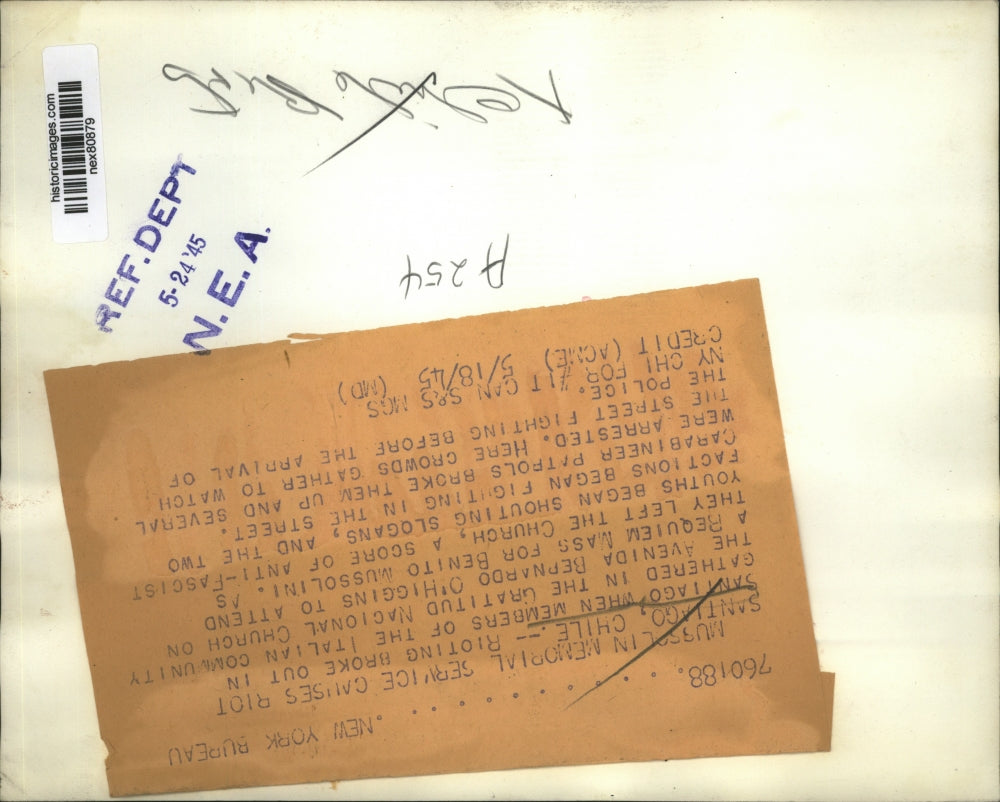 historicimages.com
nex80879
REF. DEPT
5-24'45
N. E. A.
A254
760188. . . . . . . . . . . NEW YORK BUREAU
MUSSOLINI MEMORIAL SERVICE CAUSES RIOT
SANTIAGO, CHILE -- RIOTING BROKE OUT IN
SANTIAGO, WHEN MEMBERS OF THE ITALIAN COMMUNITY
GATHERED IN THE GRATITUD NACIONAL CHURCH ON
THE AVENIDA BERNARDO O'HIGGINS TO ATTEND
A REQUIEM MASS FOR BENITO MUSSOLINI. AS
THEY LEFT THE CHURCH, A SCORE OF ANTI-FASCIST
YOUTHS BEGAN SHOUTING SLOGANS, AND THE TWO
FACTIONS BEGAN FIGHTING IN THE STREET.
CARABINEER PATROLS BROKE THEM UP AND SEVERAL
WERE ARRESTED. HERE CROWDS GATHER TO WATCH
THE STREET FIGHTING BEFORE THE ARRIVAL OF
THE POLICE.
NY CHI FOR #1T CAN SRS MGS
CREDIT (ACME) 5/18/45 (MD)